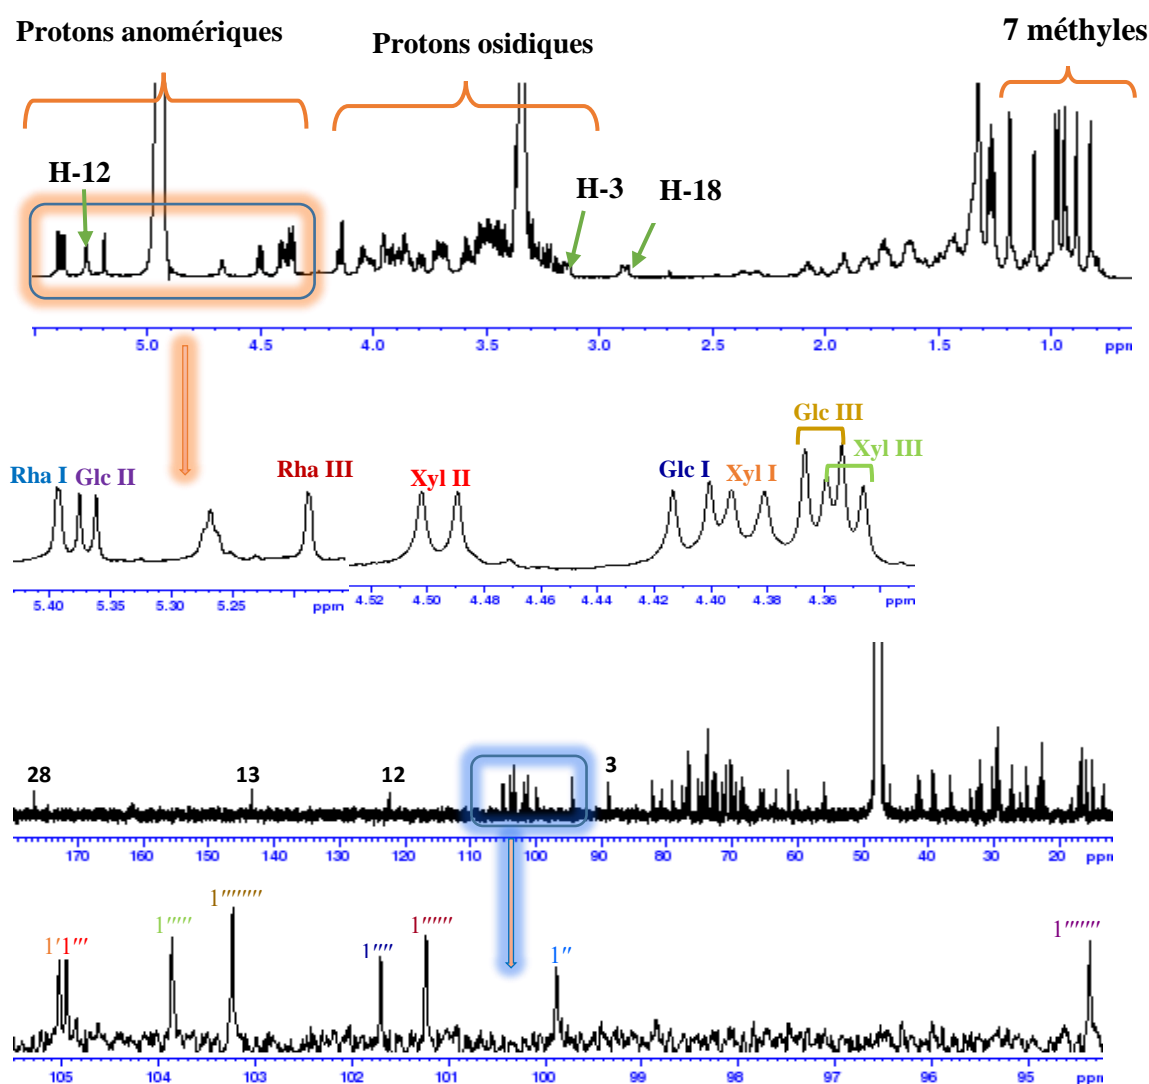 Protons anomériques
Protons osidiques
7 méthyles
H-12
H-3
H-18
5.0 4.5 4.0 3.5 3.0 2.5 2.0 1.5 1.0 ppm
Glc III
Rha I Glc II Rha III Xyl II Glc I Xyl I Xyl III
5.40 5.35 5.30 5.25 ppm 4.52 4.50 4.48 4.46 4.44 4.42 4.40 4.38 4.36 ppm
28 13 12 3
170 160 150 140 130 120 110 100 90 80 70 60 50 40 30 20 ppm
1′ 1‴ 1′′′′′ 1′′′′′′′′ 1′′′′ 1′′′′′′ 1″ 1′′′′′′′
105 104 103 102 101 100 99 98 97 96 95 ppm